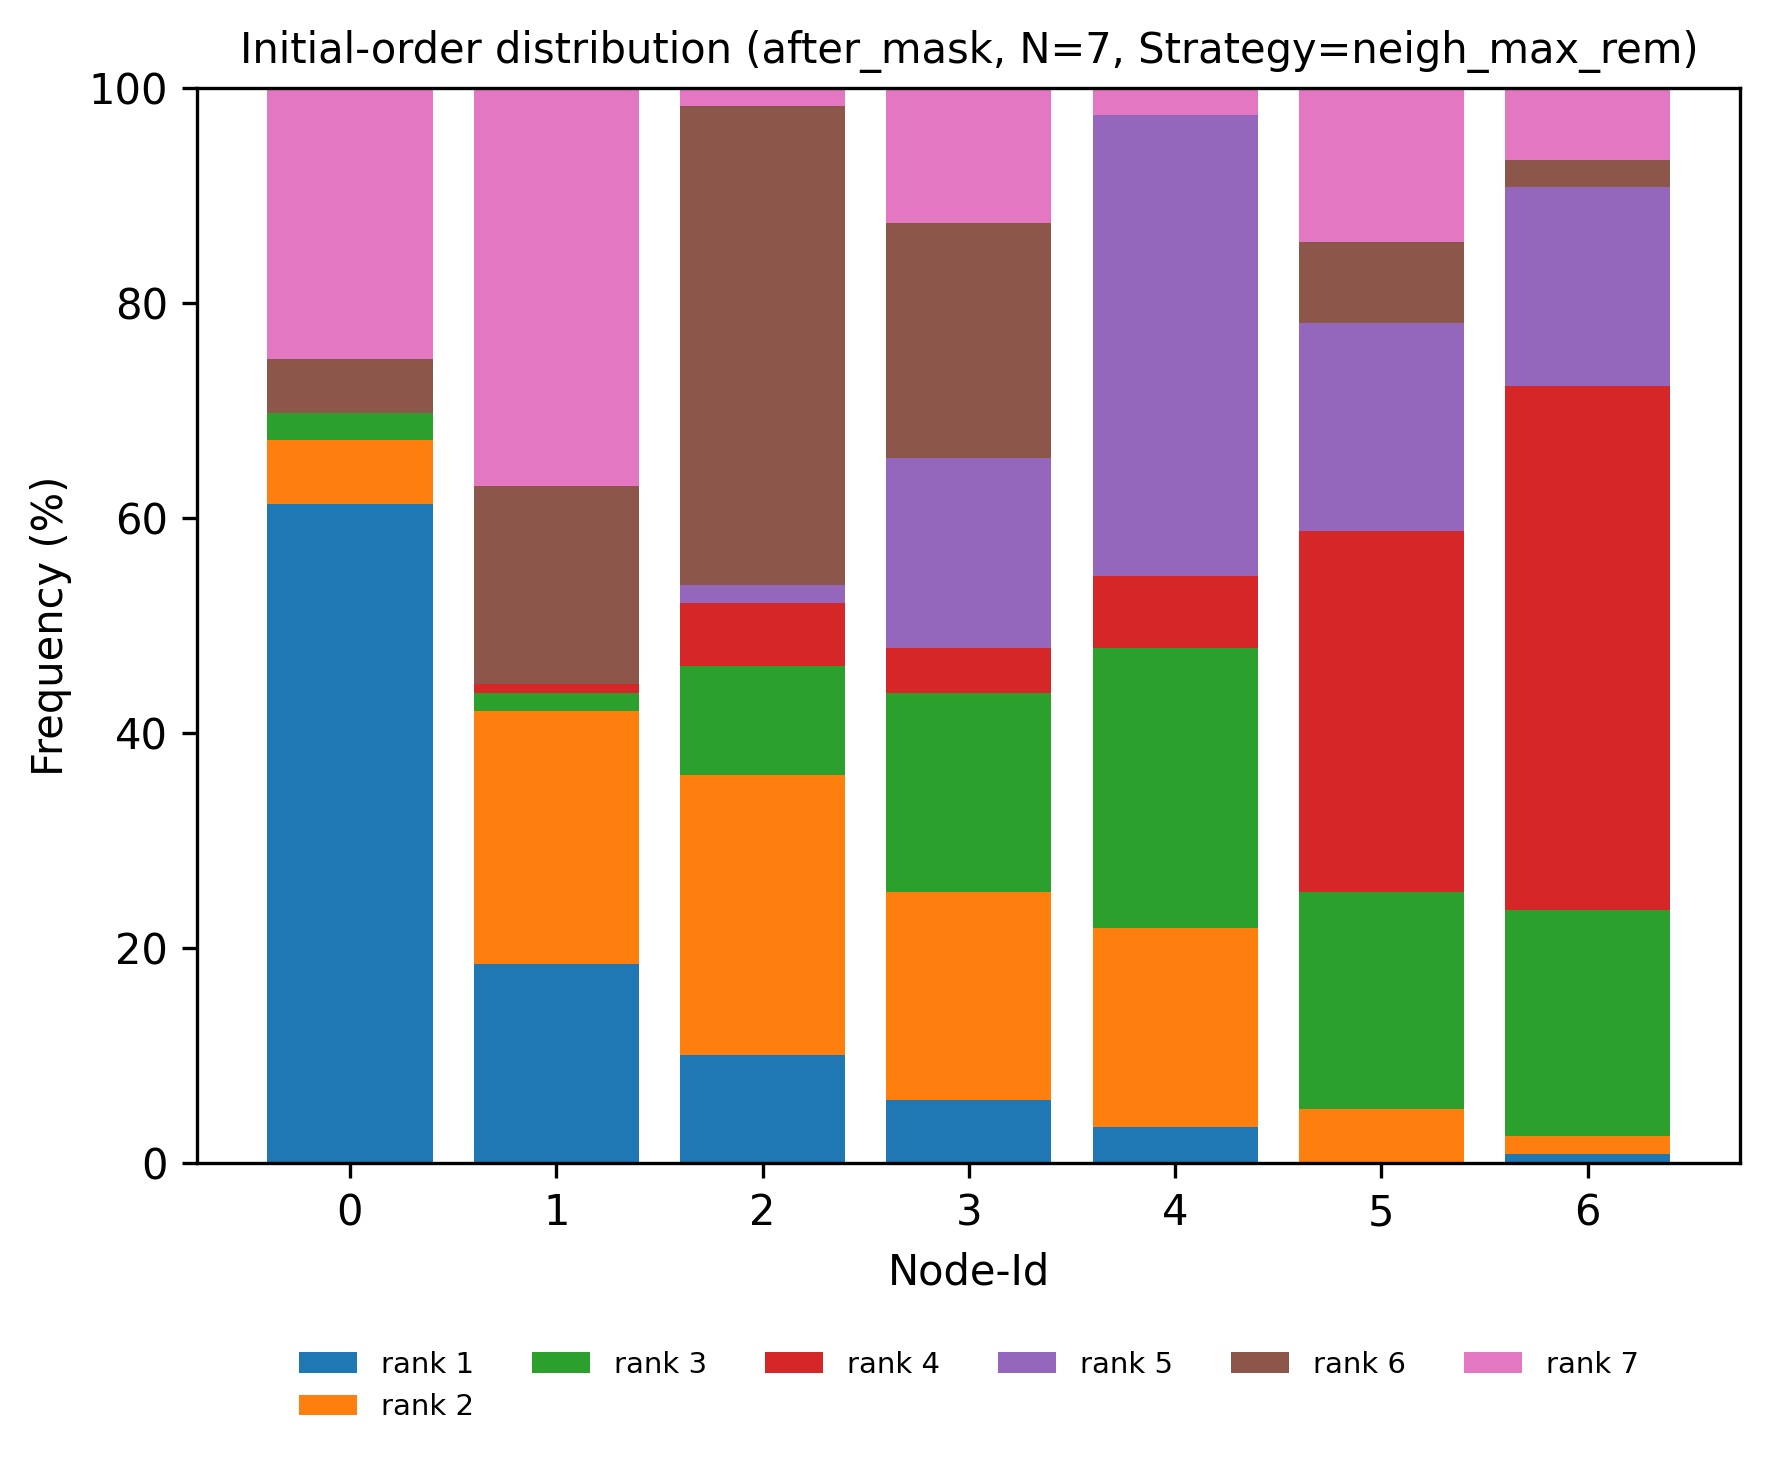 Initial-order distribution (after_mask, N=7, Strategy=neigh_max_rem)
100
80
60
40
20
0
Frequency (%)
0 1 2 3 4 5 6
Node-Id
rank 1 rank 3 rank 4 rank 5 rank 6 rank 7
rank 2